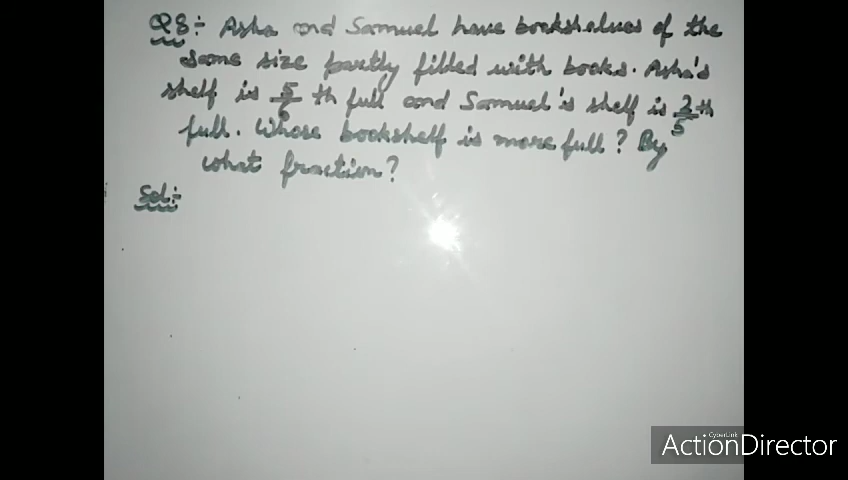 Q8:- Asha and Samuel have bookshelves of the
same size partly filled with books. Asha's
shelf is 5/6 th full and Samuel's shelf is 2/5 th
full. Whose bookshelf is more full? By
what fraction?
Sol:-
CyberLink
ActionDirector